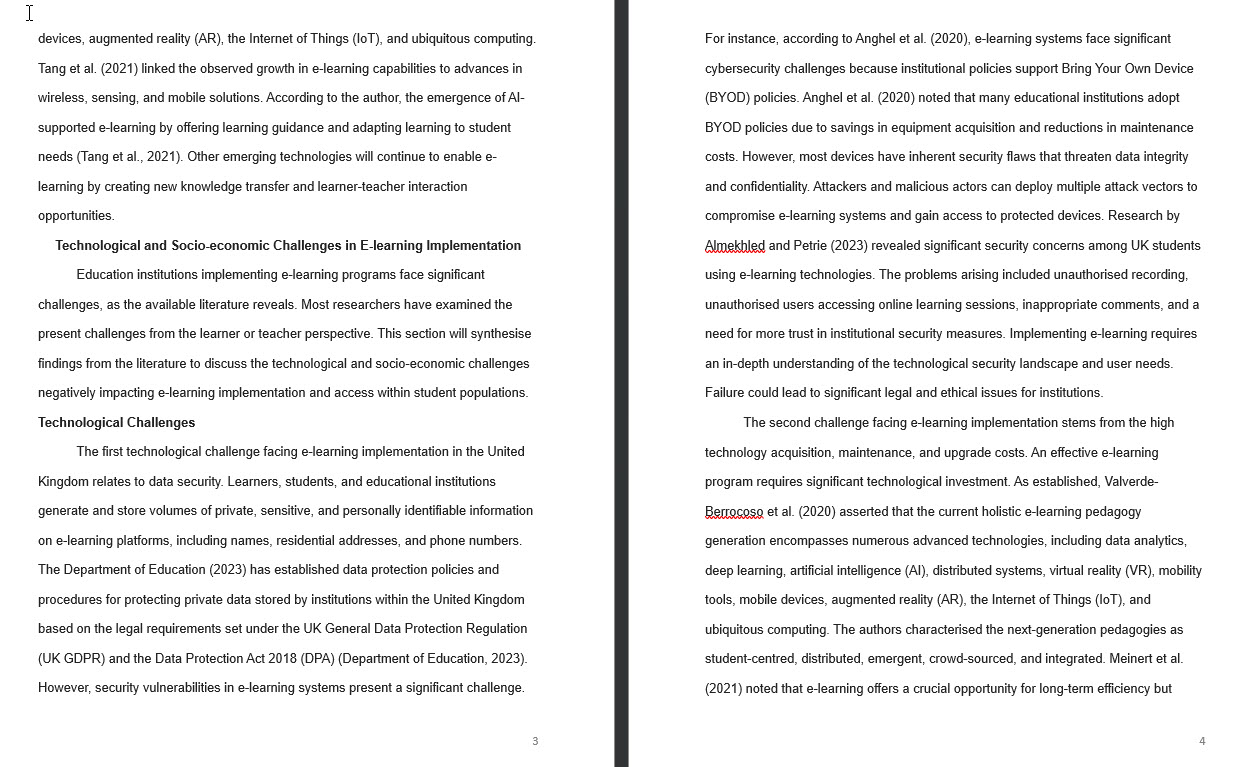 devices, augmented reality (AR), the Internet of Things (IoT), and ubiquitous computing.
Tang et al. (2021) linked the observed growth in e-learning capabilities to advances in
wireless, sensing, and mobile solutions. According to the author, the emergence of AI-
supported e-learning by offering learning guidance and adapting learning to student
needs (Tang et al., 2021). Other emerging technologies will continue to enable e-
learning by creating new knowledge transfer and learner-teacher interaction
opportunities.
Technological and Socio-economic Challenges in E-learning Implementation
Education institutions implementing e-learning programs face significant
challenges, as the available literature reveals. Most researchers have examined the
present challenges from the learner or teacher perspective. This section will synthesise
findings from the literature to discuss the technological and socio-economic challenges
negatively impacting e-learning implementation and access within student populations.
Technological Challenges
The first technological challenge facing e-learning implementation in the United
Kingdom relates to data security. Learners, students, and educational institutions
generate and store volumes of private, sensitive, and personally identifiable information
on e-learning platforms, including names, residential addresses, and phone numbers.
The Department of Education (2023) has established data protection policies and
procedures for protecting private data stored by institutions within the United Kingdom
based on the legal requirements set under the UK General Data Protection Regulation
(UK GDPR) and the Data Protection Act 2018 (DPA) (Department of Education, 2023).
However, security vulnerabilities in e-learning systems present a significant challenge.
3
For instance, according to Anghel et al. (2020), e-learning systems face significant
cybersecurity challenges because institutional policies support Bring Your Own Device
(BYOD) policies. Anghel et al. (2020) noted that many educational institutions adopt
BYOD policies due to savings in equipment acquisition and reductions in maintenance
costs. However, most devices have inherent security flaws that threaten data integrity
and confidentiality. Attackers and malicious actors can deploy multiple attack vectors to
compromise e-learning systems and gain access to protected devices. Research by
Almekhled and Petrie (2023) revealed significant security concerns among UK students
using e-learning technologies. The problems arising included unauthorised recording,
unauthorised users accessing online learning sessions, inappropriate comments, and a
need for more trust in institutional security measures. Implementing e-learning requires
an in-depth understanding of the technological security landscape and user needs.
Failure could lead to significant legal and ethical issues for institutions.
The second challenge facing e-learning implementation stems from the high
technology acquisition, maintenance, and upgrade costs. An effective e-learning
program requires significant technological investment. As established, Valverde-
Berrocoso et al. (2020) asserted that the current holistic e-learning pedagogy
generation encompasses numerous advanced technologies, including data analytics,
deep learning, artificial intelligence (AI), distributed systems, virtual reality (VR), mobility
tools, mobile devices, augmented reality (AR), the Internet of Things (IoT), and
ubiquitous computing. The authors characterised the next-generation pedagogies as
student-centred, distributed, emergent, crowd-sourced, and integrated. Meinert et al.
(2021) noted that e-learning offers a crucial opportunity for long-term efficiency but
4